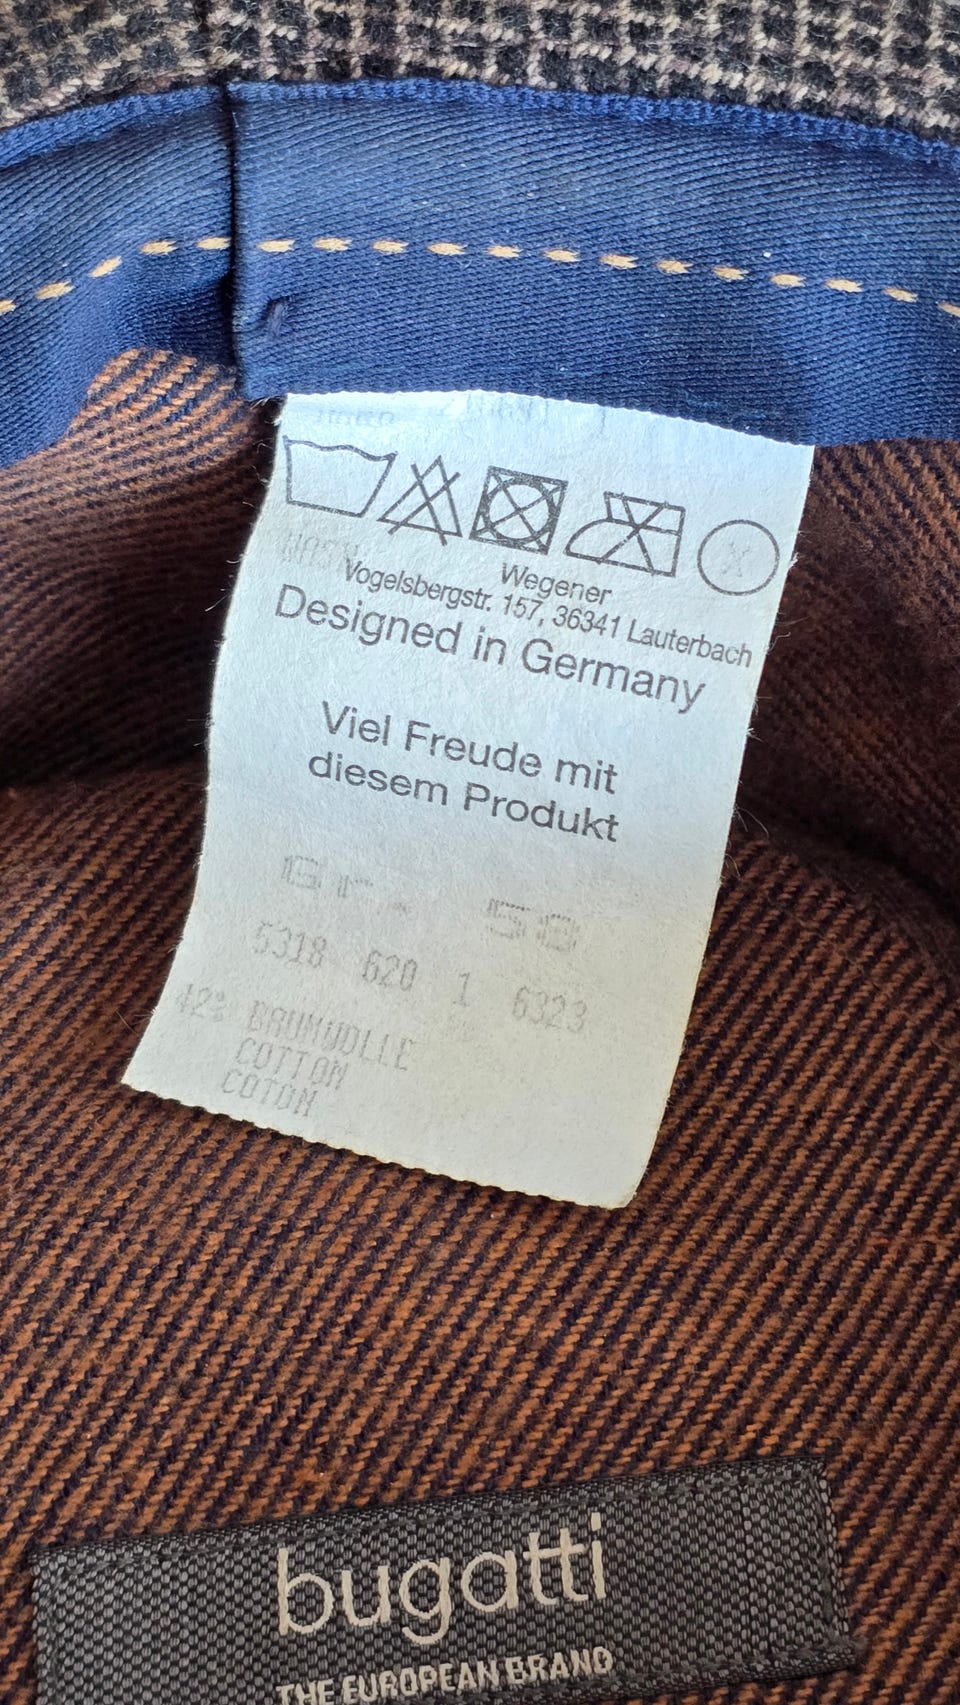 Wegener
Vogelsbergstr. 157, 36341 Lauterbach
Designed in Germany
Viel Freude mit
diesem Produkt
Gr. 58
5318 620 1 6323
42% BAUMWOLLE
COTTON
COTON
bugatti
THE EUROPEAN BRAND